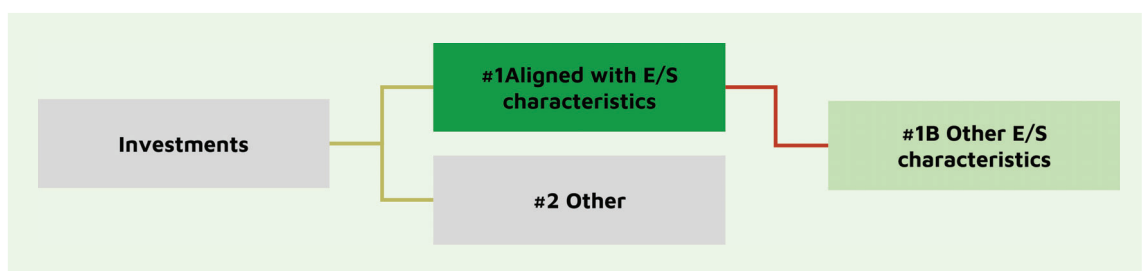 Investments
#1Aligned with E/S
characteristics
#2 Other
#1B Other E/S
characteristics